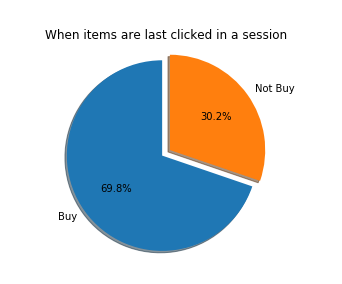 When items are last clicked in a session
Not Buy
30.2%
69.8%
Buy